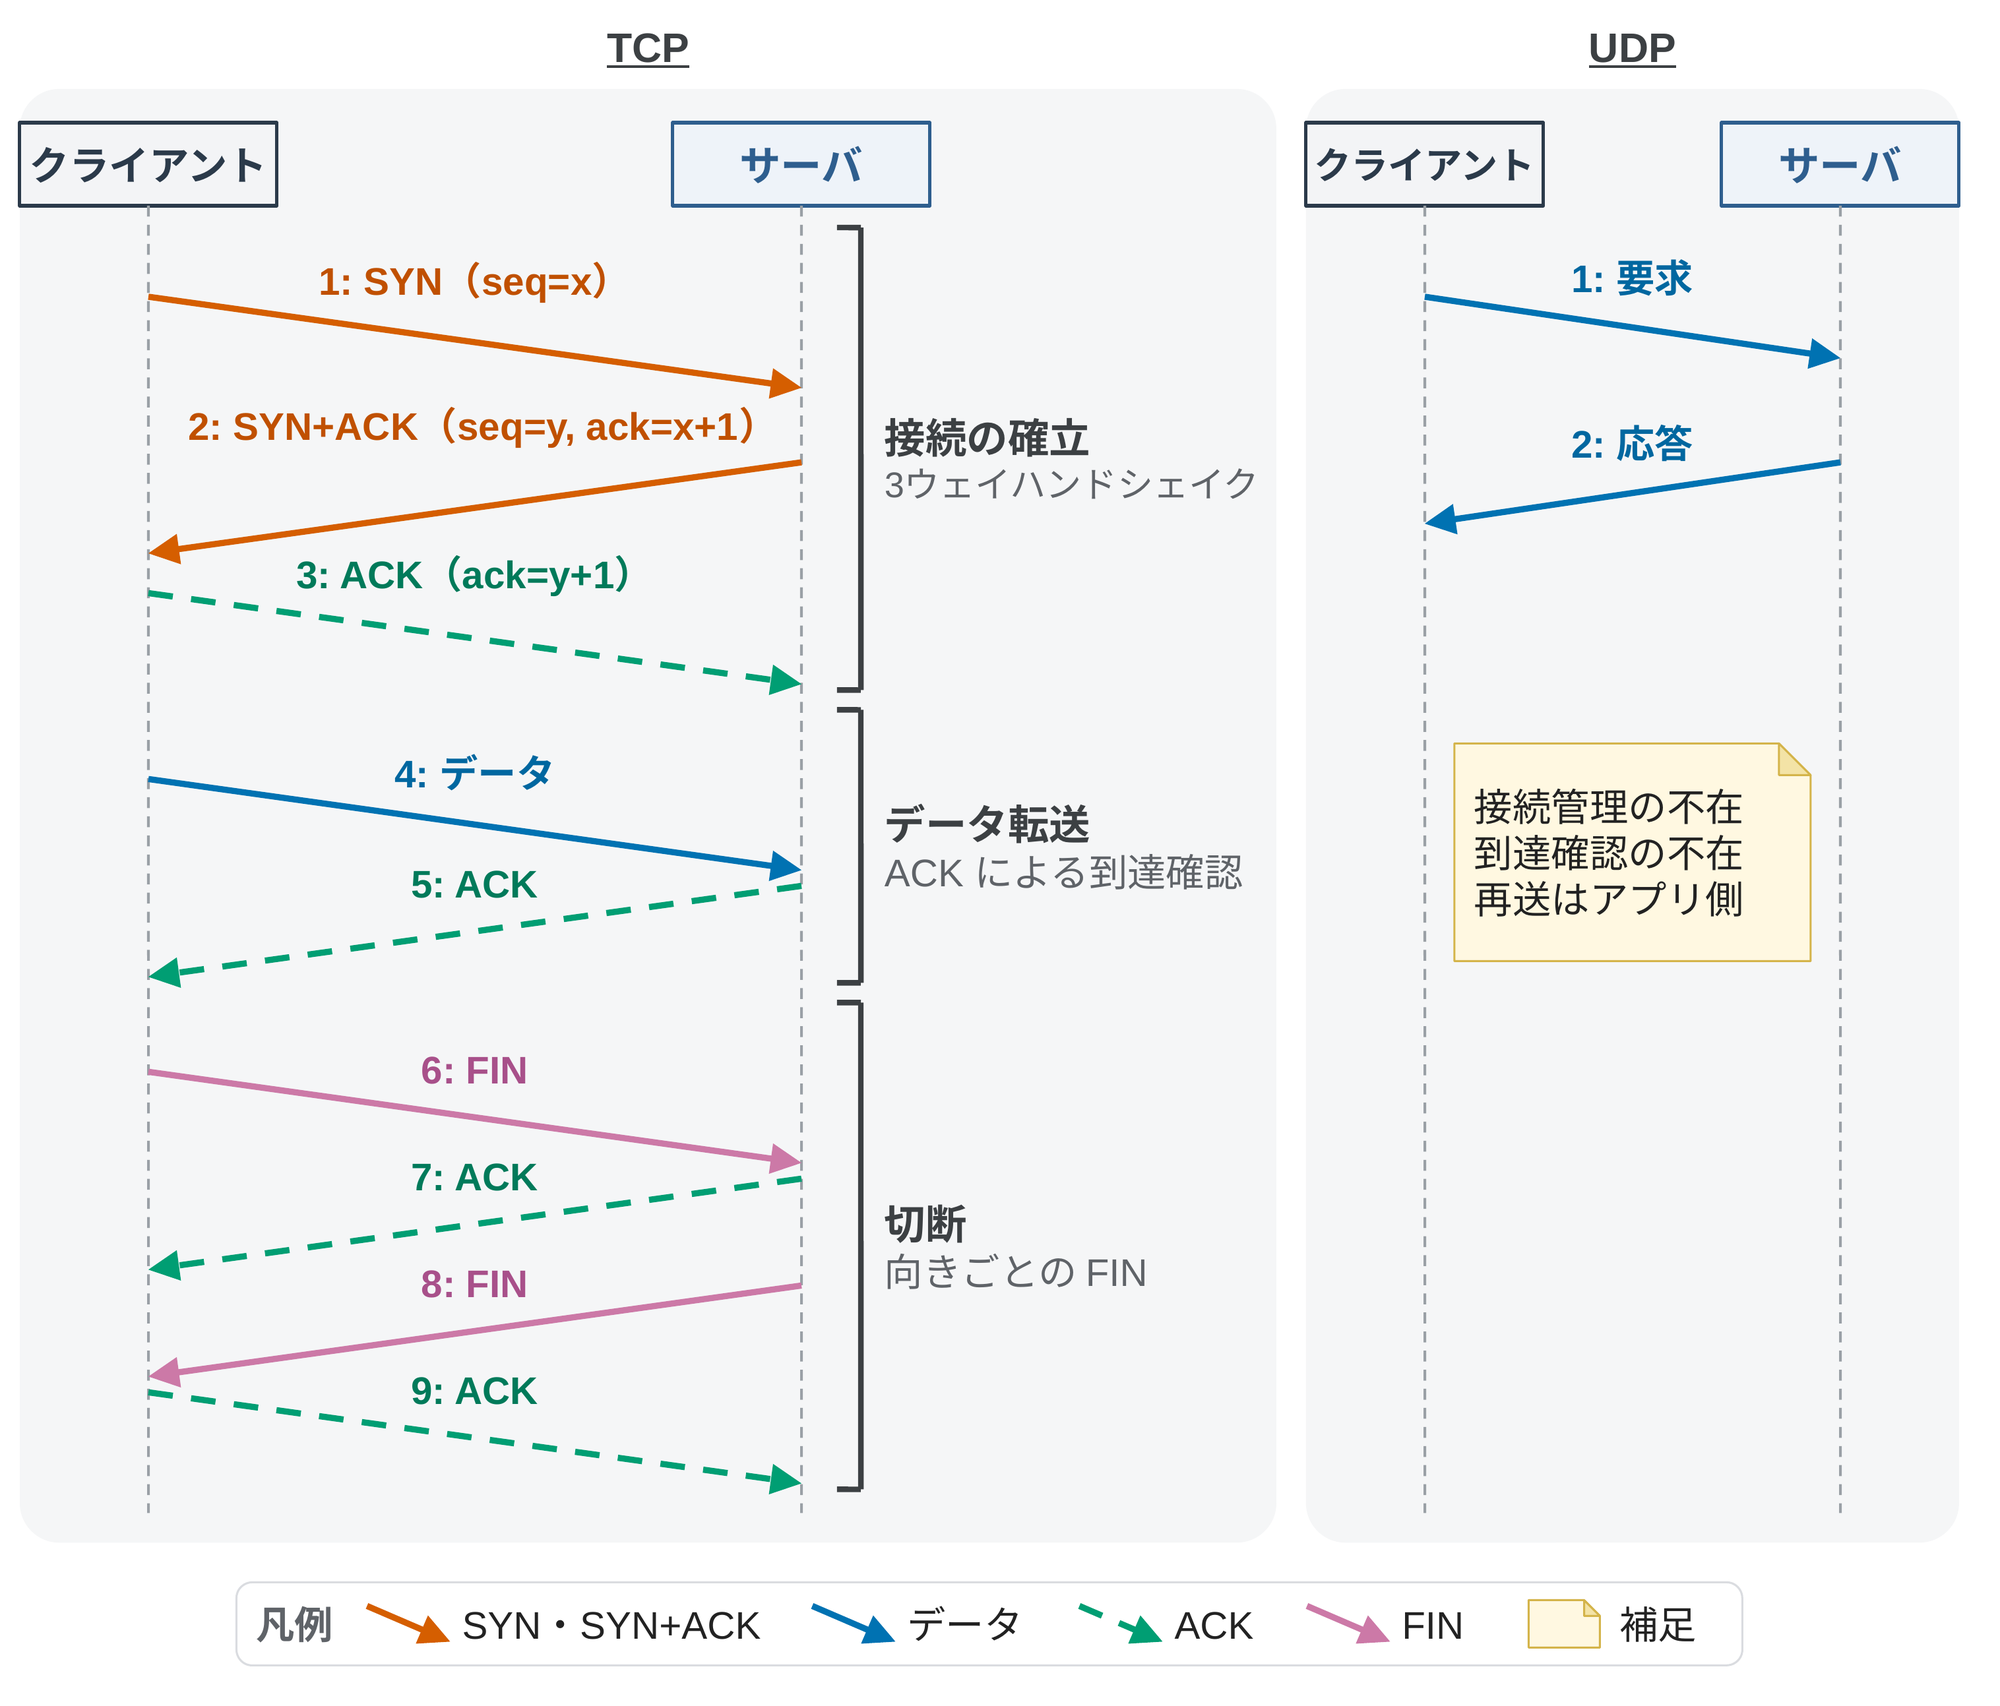 TCP
クライアント
サーバ
1: SYN（seq=x）
2: SYN+ACK（seq=y, ack=x+1）
3: ACK（ack=y+1）
接続の確立
3ウェイハンドシェイク
4: データ
5: ACK
データ転送
ACK による到達確認
6: FIN
7: ACK
8: FIN
9: ACK
切断
向きごとの FIN
UDP
クライアント
サーバ
1: 要求
2: 応答
接続管理の不在
到達確認の不在
再送はアプリ側
凡例
SYN・SYN+ACK
データ
ACK
FIN
補足